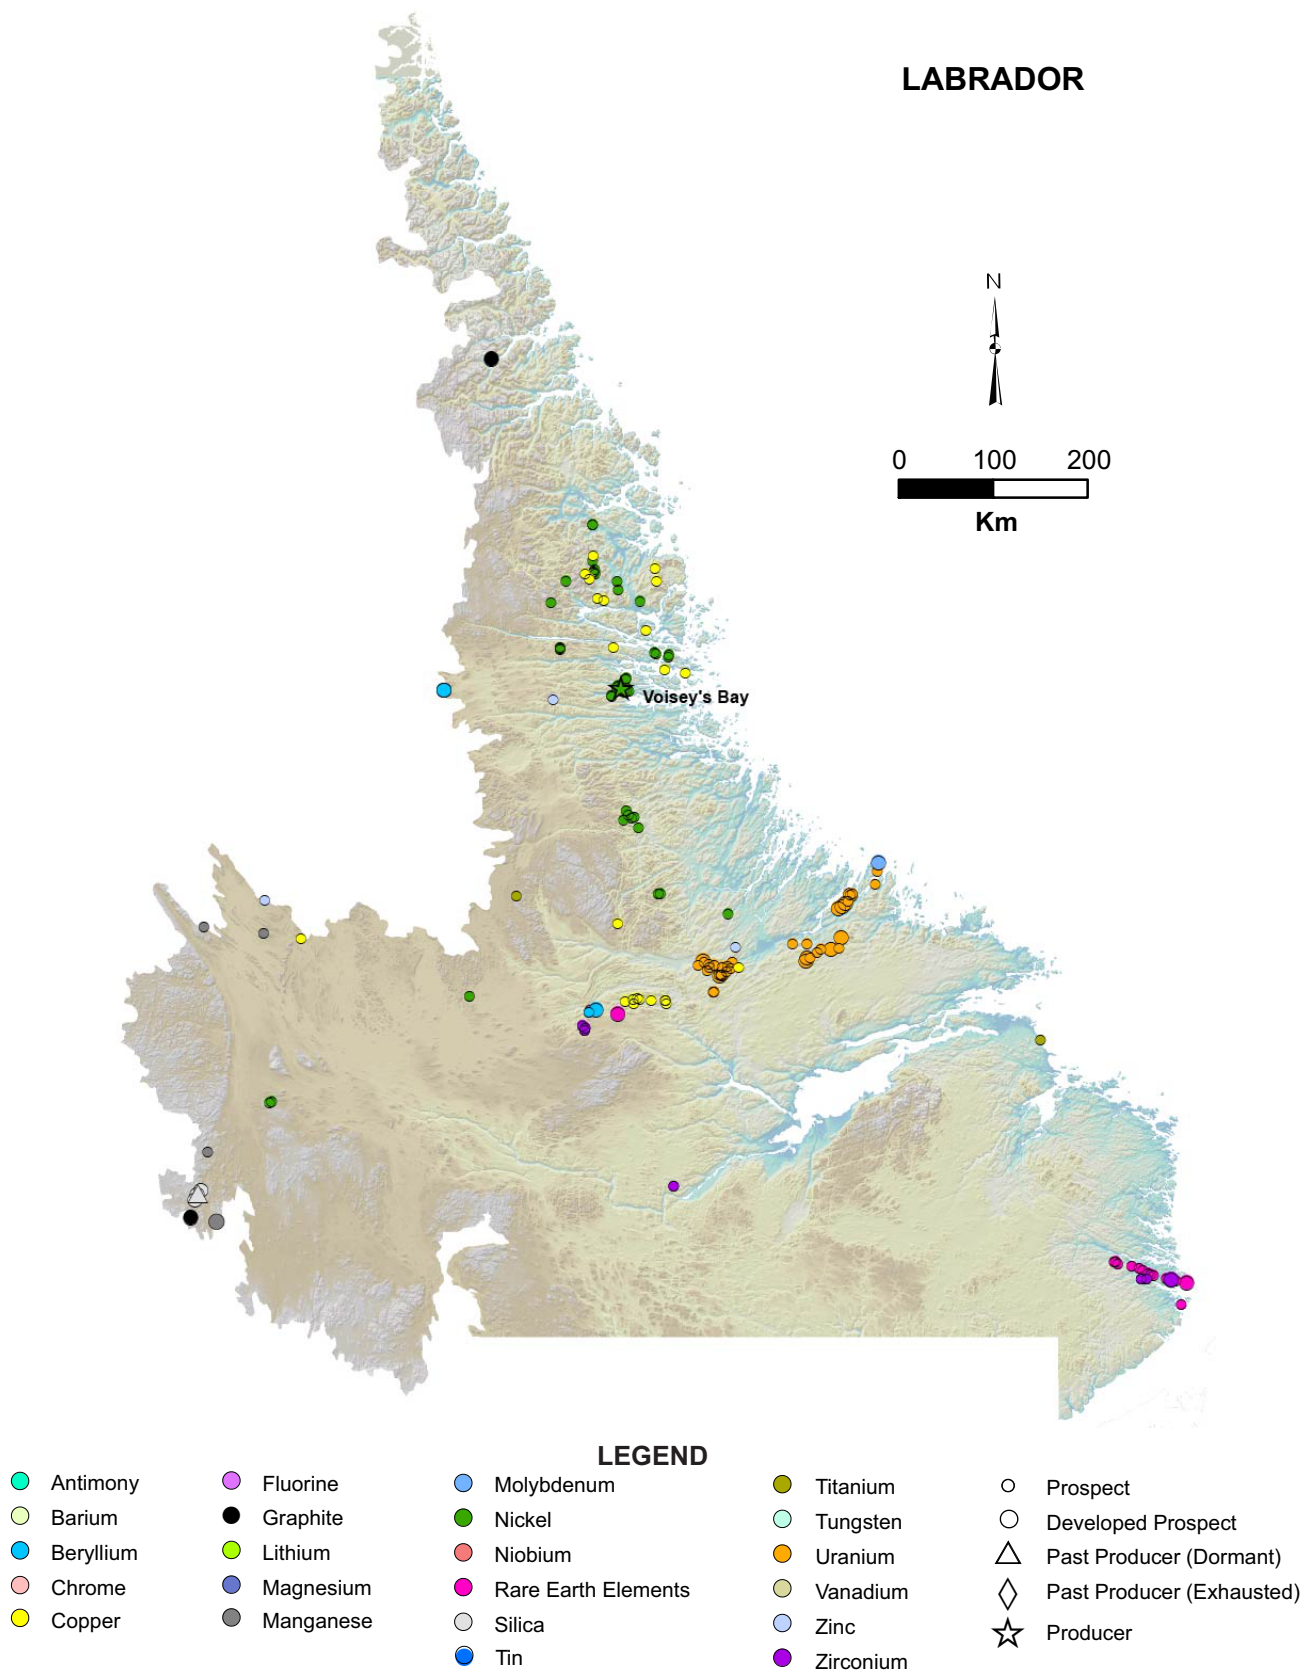 LABRADOR
N
0 100 200
Km
Voisey's Bay
LEGEND
Antimony
Barium
Beryllium
Chrome
Copper
Fluorine
Graphite
Lithium
Magnesium
Manganese
Molybdenum
Nickel
Niobium
Rare Earth Elements
Silica
Tin
Titanium
Tungsten
Uranium
Vanadium
Zinc
Zirconium
Prospect
Developed Prospect
Past Producer (Dormant)
Past Producer (Exhausted)
Producer